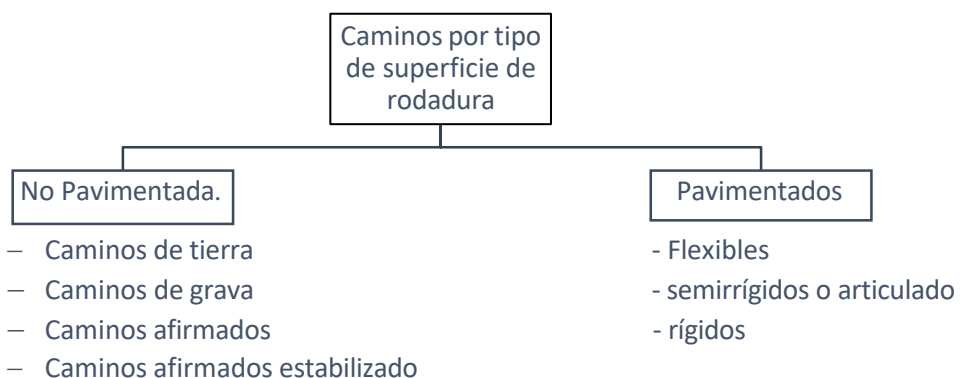 Caminos por tipo
de superficie de
rodadura
No Pavimentada.
– Caminos de tierra
– Caminos de grava
– Caminos afirmados
– Caminos afirmados estabilizado
Pavimentados
- Flexibles
- semirrígidos o articulado
- rígidos